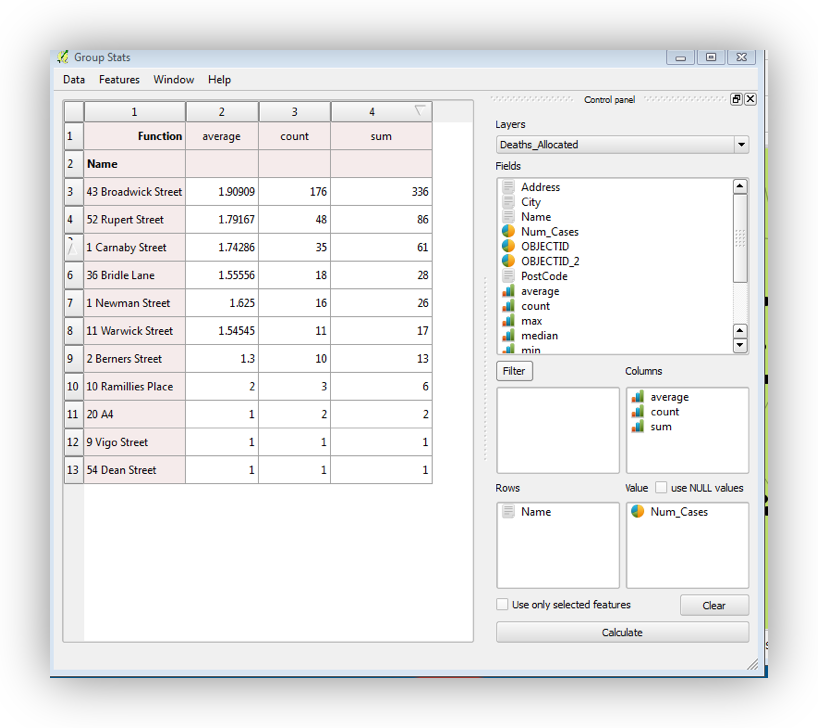 Group Stats
Data Features Window Help
1 2 3 4
1 Function average count sum
2 Name
3 43 Broadwick Street 1.90909 176 336
4 52 Rupert Street 1.79167 48 86
1 Carnaby Street 1.74286 35 61
6 36 Bridle Lane 1.55556 18 28
7 1 Newman Street 1.625 16 26
8 11 Warwick Street 1.54545 11 17
9 2 Berners Street 1.3 10 13
10 10 Ramillies Place 2 3 6
11 20 A4 1 2 2
12 9 Vigo Street 1 1 1
13 54 Dean Street 1 1 1
Control panel
Layers
Deaths_Allocated
Fields
Address
City
Name
Num_Cases
OBJECTID
OBJECTID_2
PostCode
average
count
max
median
min
Filter
Columns
average
count
sum
Rows
Value use NULL values
Name
Num_Cases
Use only selected features
Clear
Calculate